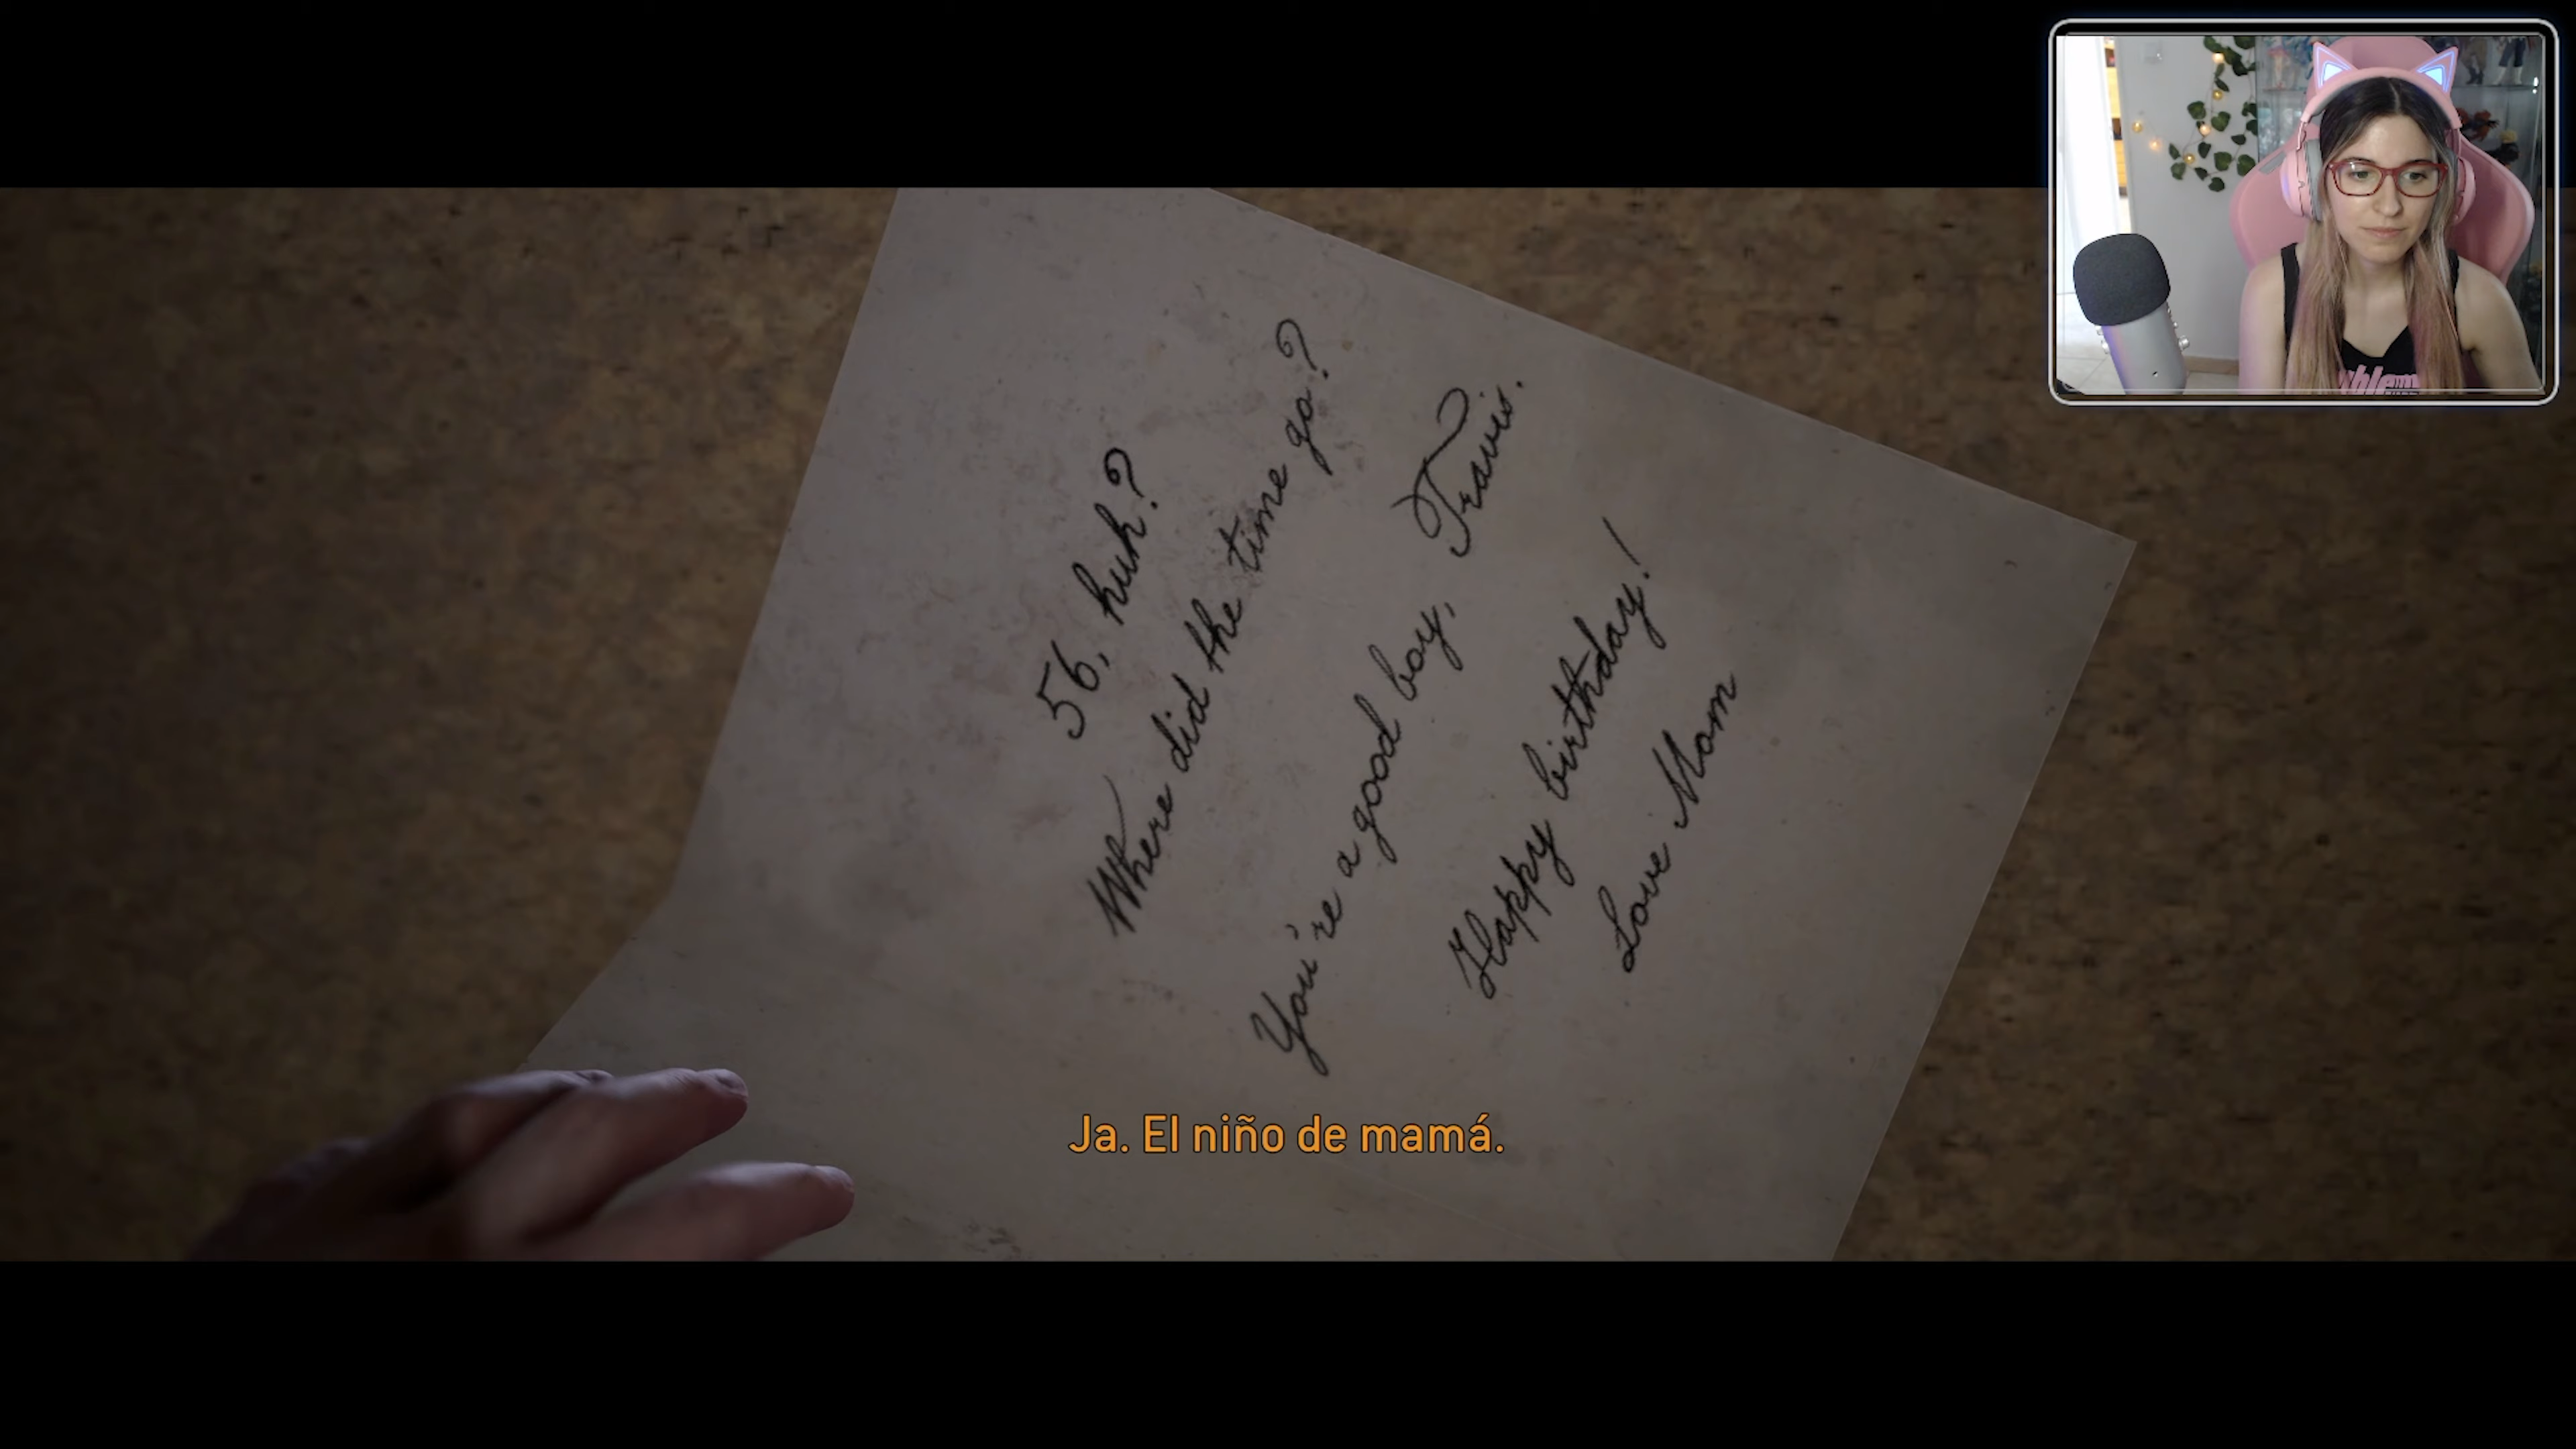 56, huh?
Where did the time go?
You're a good boy, Travis.
Happy birthday!
Love Mom
Ja. El niño de mamá.